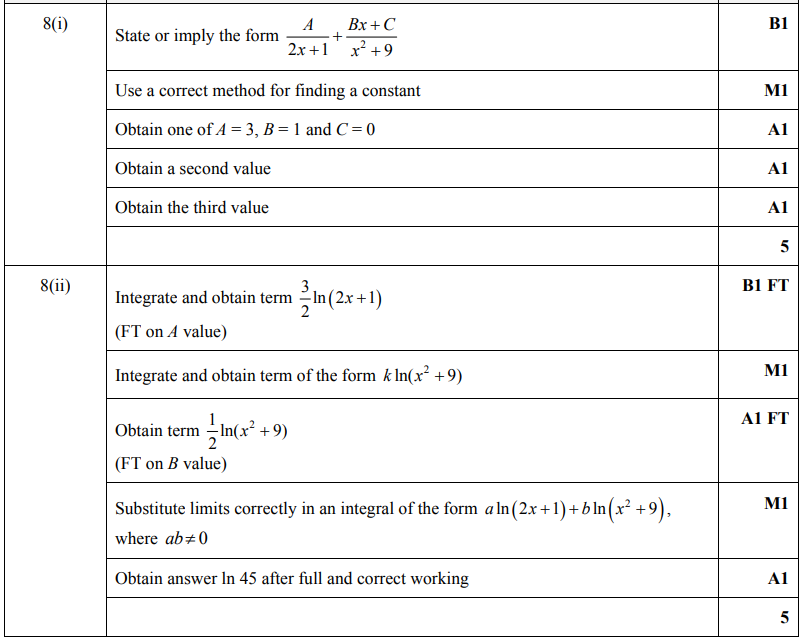 8(i) State or imply the form \frac{A}{2x+1} + \frac{Bx+C}{x^2+9} B1
Use a correct method for finding a constant M1
Obtain one of A = 3, B = 1 and C = 0 A1
Obtain a second value A1
Obtain the third value A1
5
8(ii) Integrate and obtain term \frac{3}{2}ln(2x+1) B1 FT
(FT on A value)
Integrate and obtain term of the form k ln(x^2+9) M1
Obtain term \frac{1}{2}ln(x^2+9) A1 FT
(FT on B value)
Substitute limits correctly in an integral of the form a ln(2x+1)+b ln(x^2+9), M1
where ab≠0
Obtain answer ln 45 after full and correct working A1
5